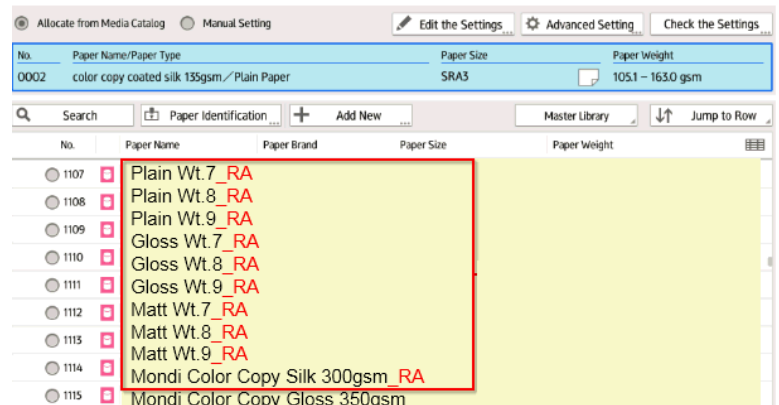 Allocate from Media Catalog Manual Setting Edit the Settings... Advanced Setting... Check the Settings...
No. Paper Name/Paper Type Paper Size Paper Weight
0002 color copy coated silk 135gsm／Plain Paper SRA3 105.1 – 163.0 gsm
Search Paper Identification... Add New ... Master Library Jump to Row
No. Paper Name Paper Brand Paper Size Paper Weight
1107 Plain Wt.7_RA
1108 Plain Wt.8_RA
1109 Plain Wt.9_RA
1110 Gloss Wt.7_RA
1111 Gloss Wt.8_RA
1112 Gloss Wt.9_RA
1113 Matt Wt.7_RA
1114 Matt Wt.8_RA
1115 Matt Wt.9_RA
Mondi Color Copy Silk 300gsm_RA
Mondi Color Copy Gloss 350gsm